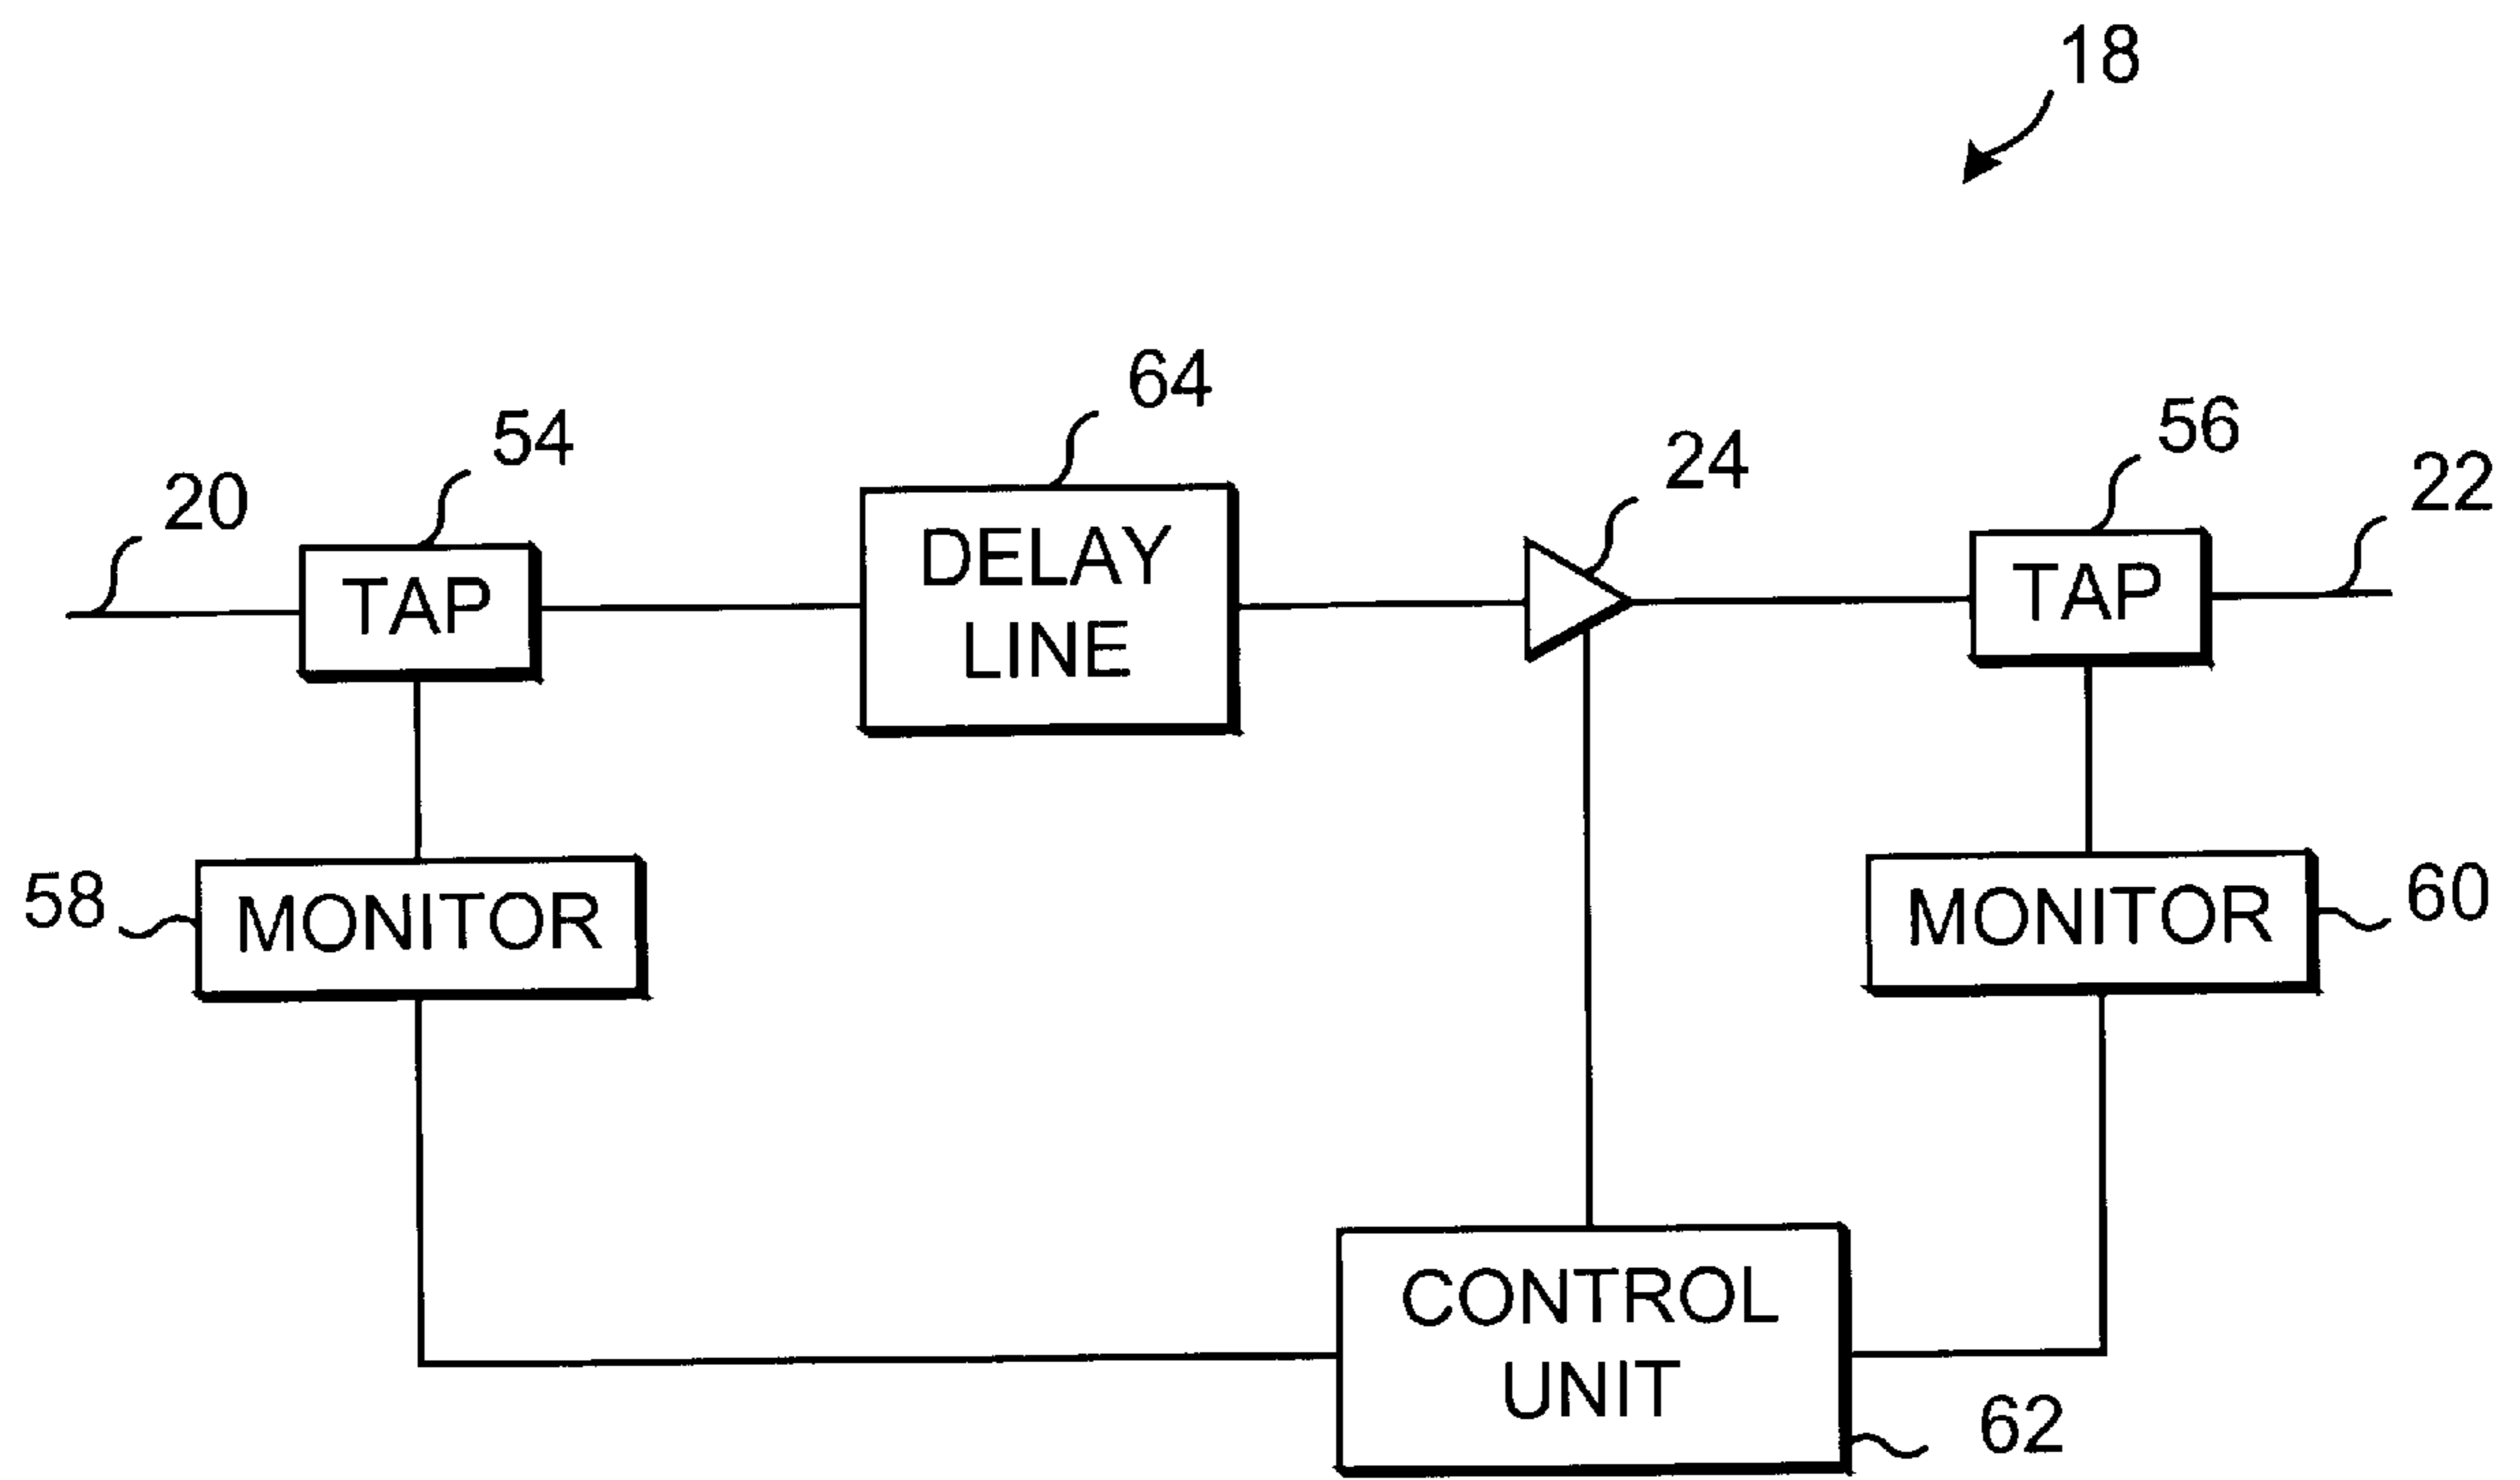 18
64
54
56
24
22
20
TAP
DELAY
LINE
TAP
58
MONITOR
MONITOR
60
CONTROL
UNIT
62